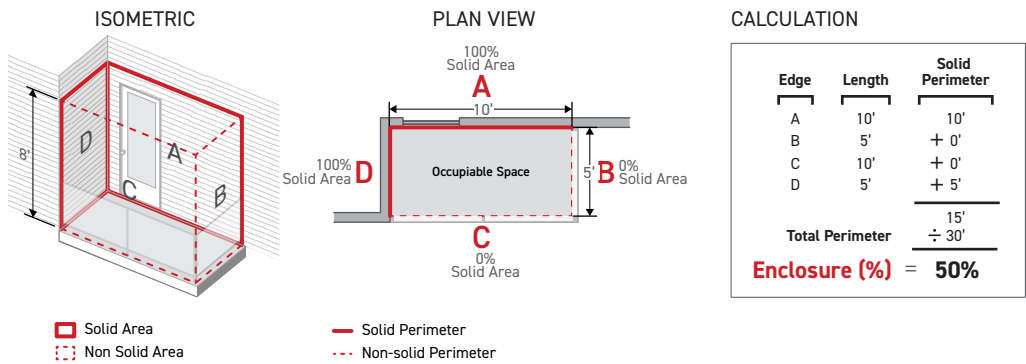 ISOMETRIC
8'
D
A
C
B
Solid Area
Non Solid Area
PLAN VIEW
100%
Solid Area
A
10'
100%
Solid Area
D
Occupiable Space
5'
B
0%
Solid Area
C
0%
Solid Area
Solid Perimeter
Non-solid Perimeter
CALCULATION
Edge Length Solid Perimeter
A 10' 10'
B 5' + 0'
C 10' + 0'
D 5' + 5'
15'
Total Perimeter ÷ 30'
Enclosure (%) = 50%